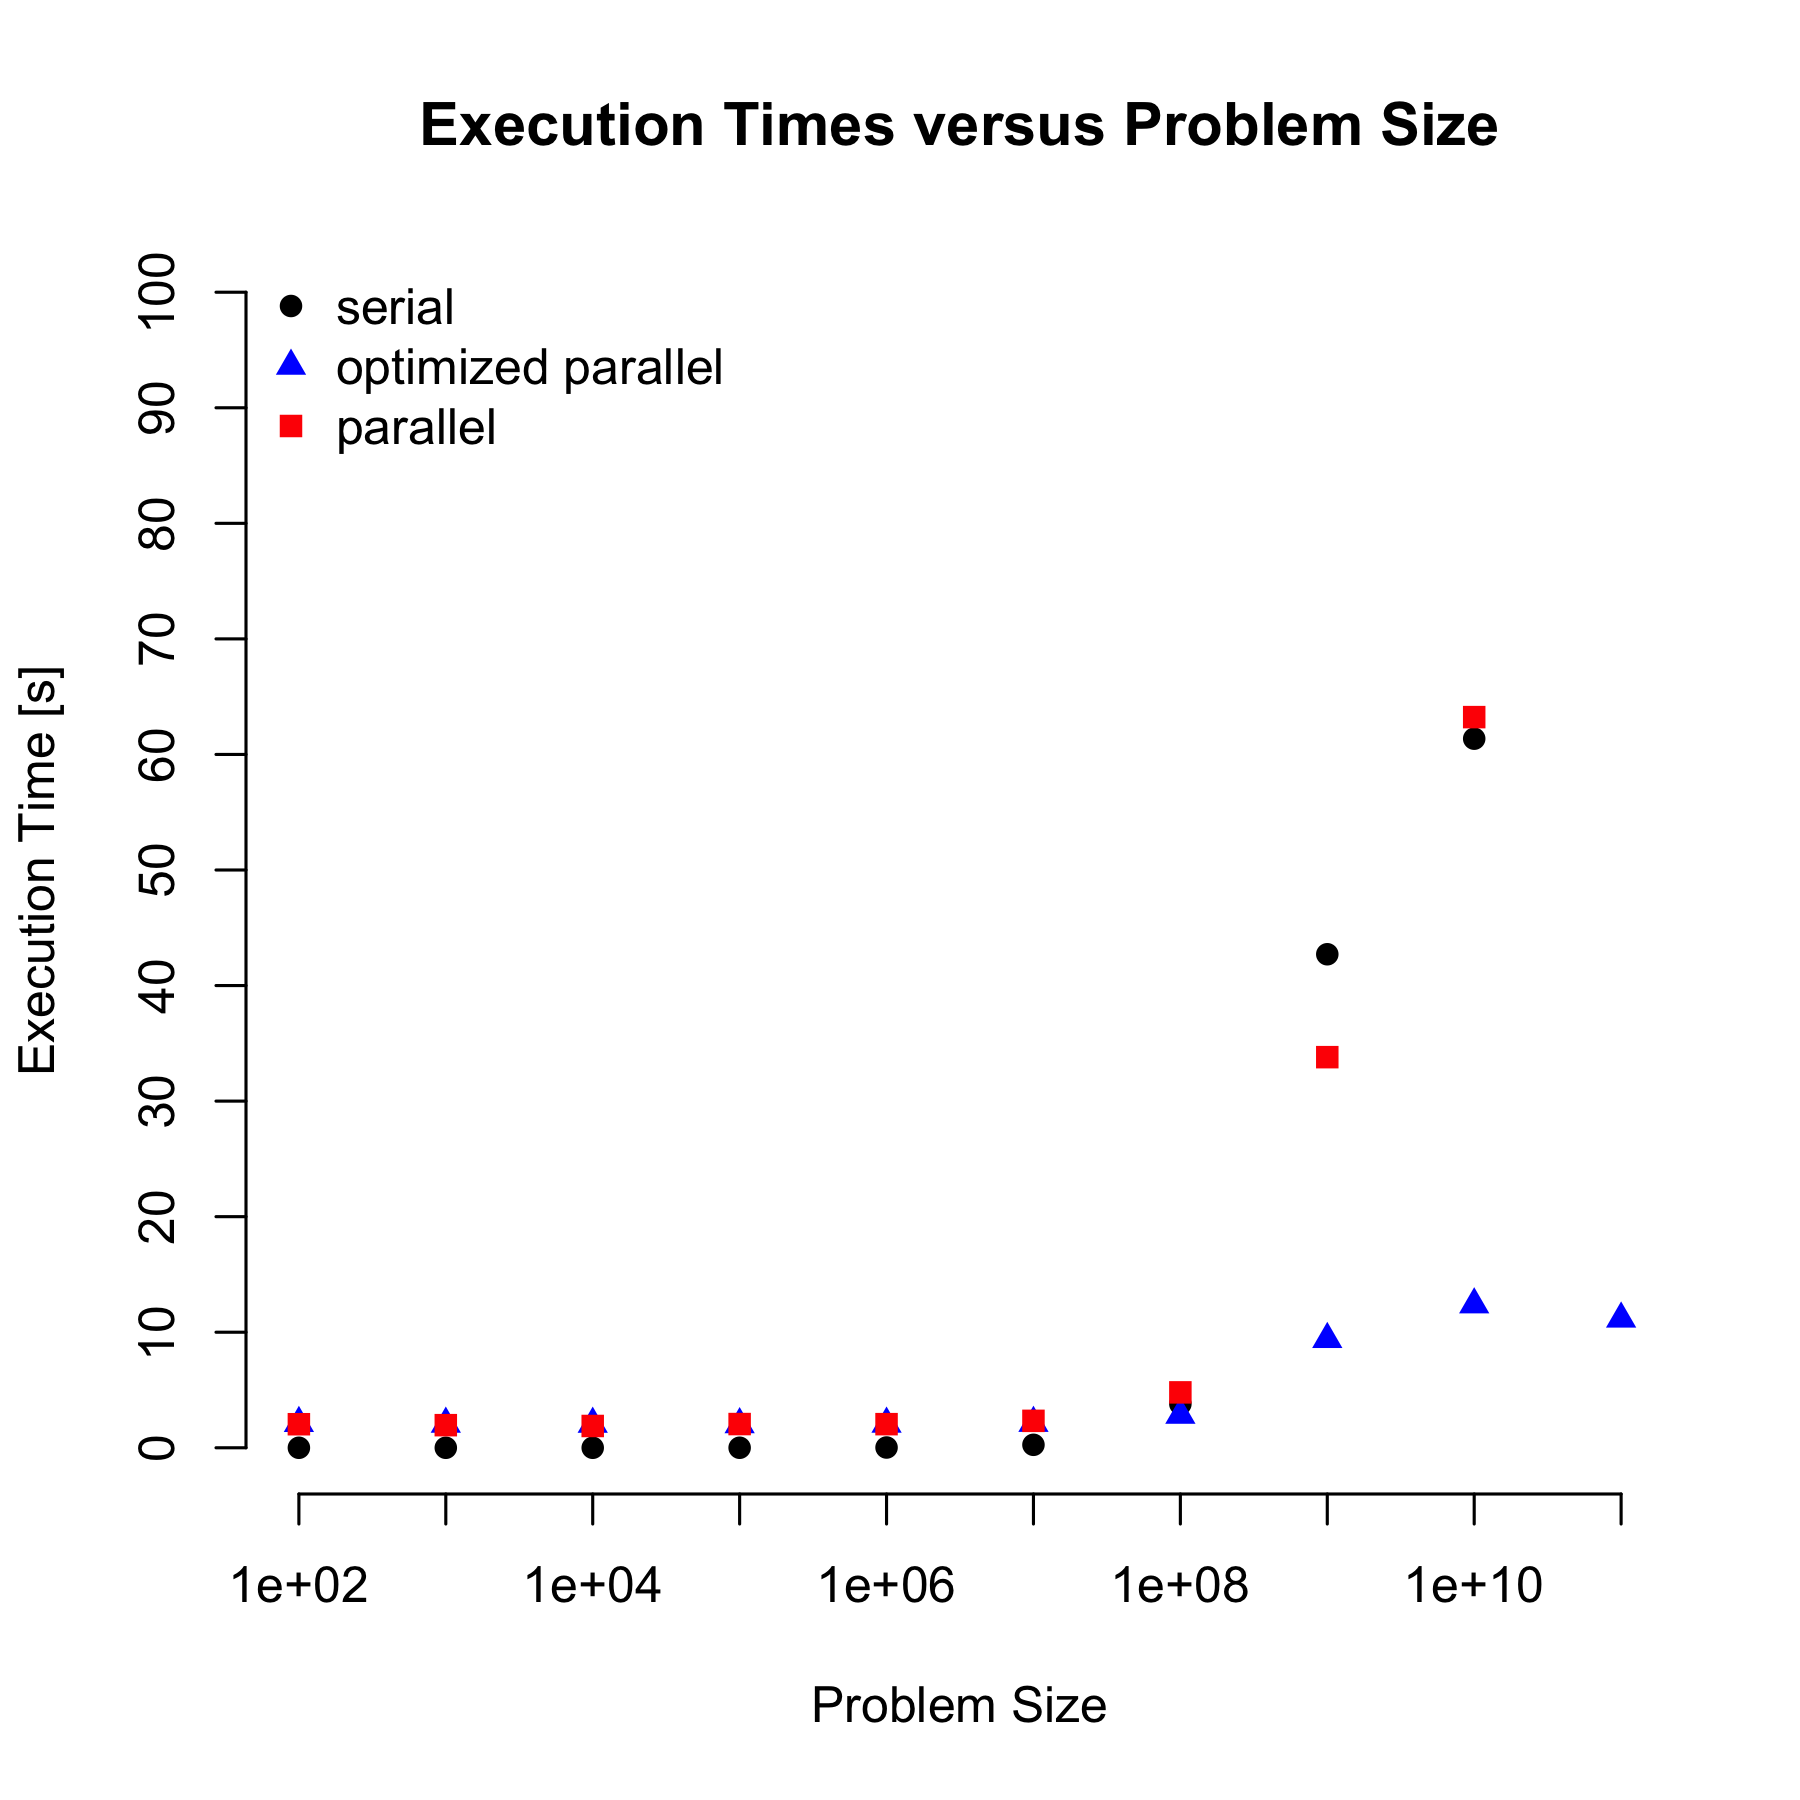 Execution Times versus Problem Size
serial
optimized parallel
parallel
Execution Time [s]
100
90
80
70
60
50
40
30
20
10
0
1e+02 1e+04 1e+06 1e+08 1e+10
Problem Size